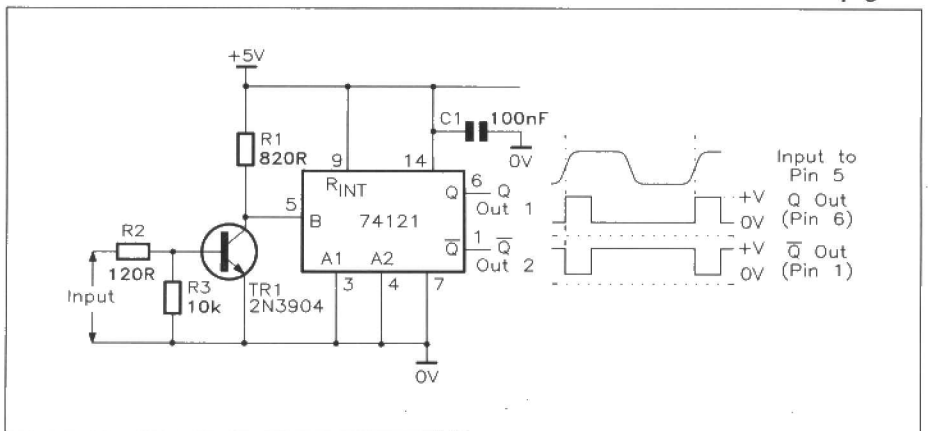 +5V
R1
820R
C1
100nF
0V
9
14
RINT
Q
6
Q
Out 1
5
B
74121
Q
1
Q
Out 2
A1
A2
3
4
7
R2
120R
Input
R3
10k
TR1
2N3904
0V
Input to
Pin 5
+V
0V
Q Out
(Pin 6)
+V
0V
Q Out
(Pin 1)